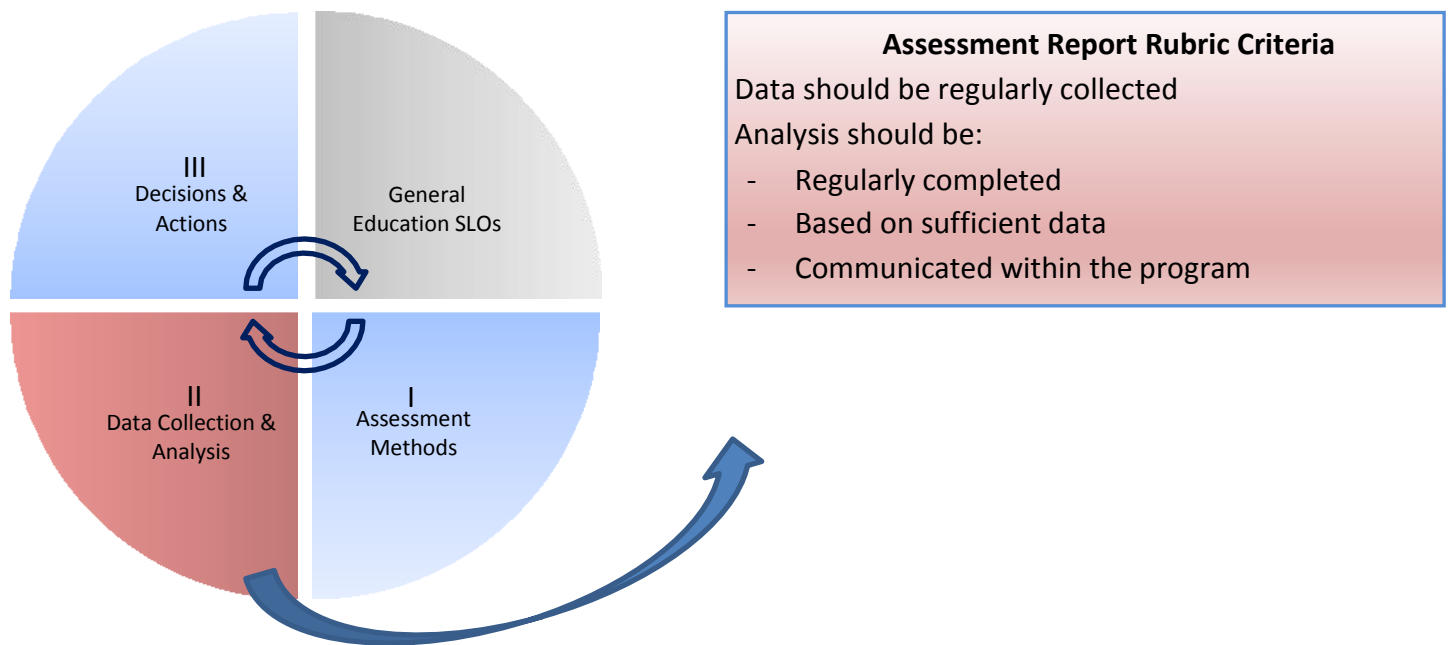 III
Decisions &
Actions
General
Education SLOs
II
Data Collection &
Analysis
I
Assessment
Methods
Assessment Report Rubric Criteria
Data should be regularly collected
Analysis should be:
- Regularly completed
- Based on sufficient data
- Communicated within the program